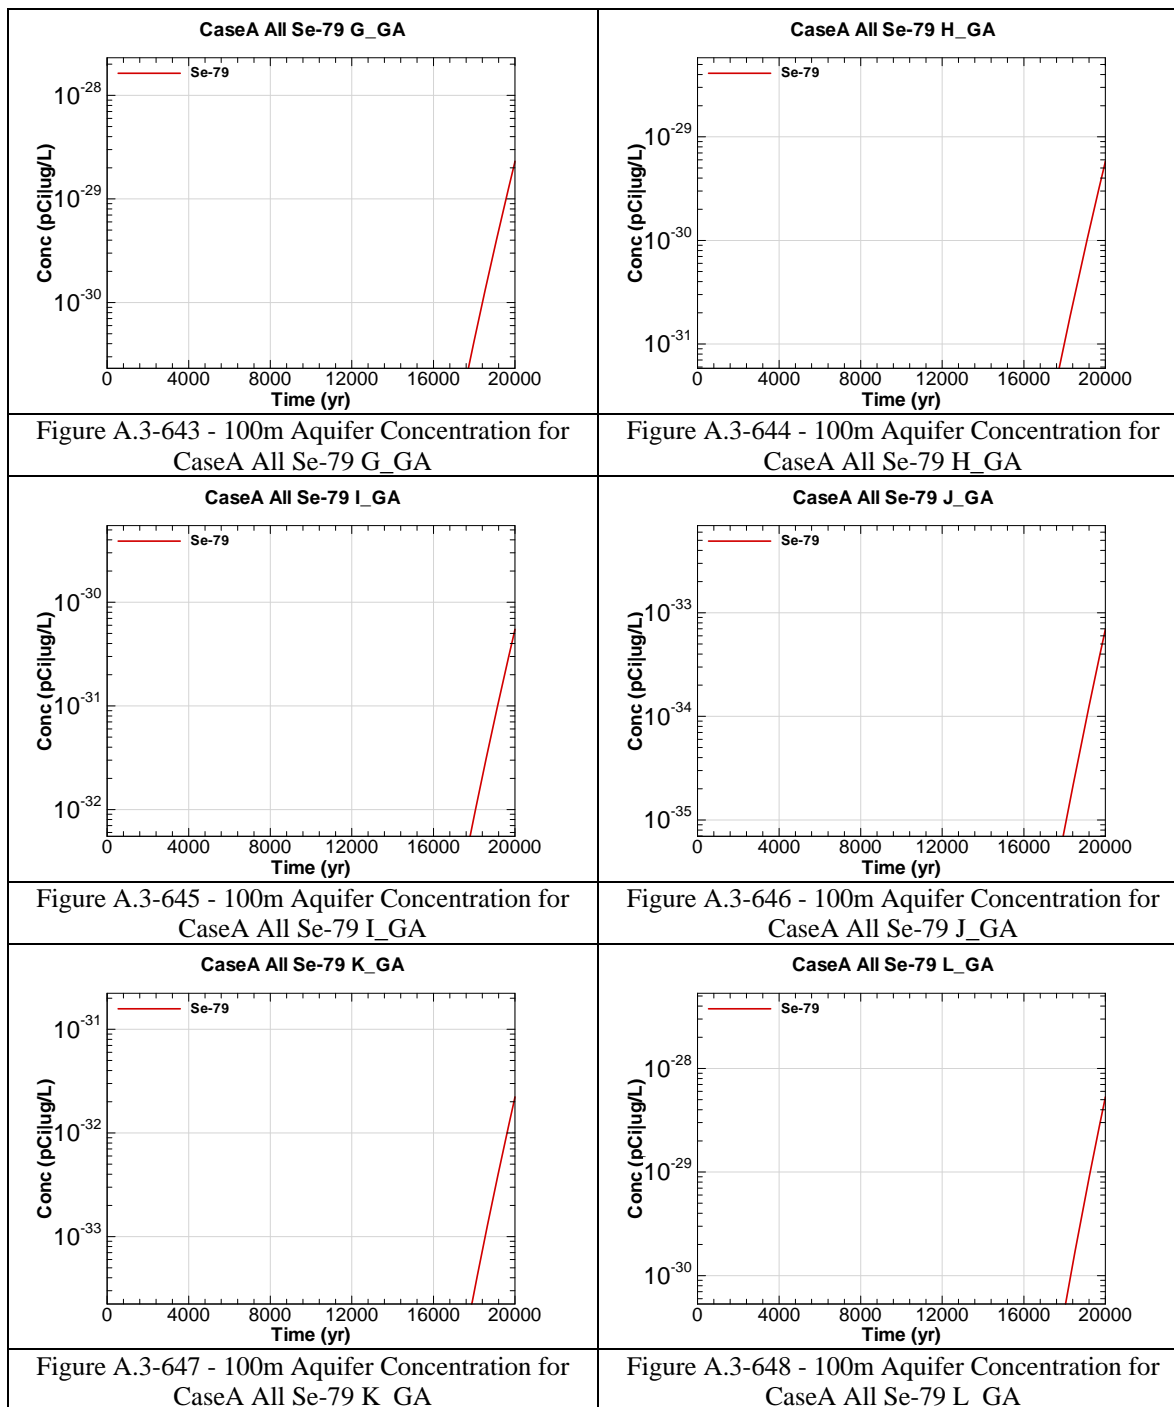 CaseA All Se-79 G_GA
Se-79
10-28
10-29
10-30
Conc (pCi|ug/L)
0 4000 8000 12000 16000 20000
Time (yr)
Figure A.3-643 - 100m Aquifer Concentration for
CaseA All Se-79 G_GA
CaseA All Se-79 H_GA
Se-79
10-29
10-30
10-31
Conc (pCi|ug/L)
0 4000 8000 12000 16000 20000
Time (yr)
Figure A.3-644 - 100m Aquifer Concentration for
CaseA All Se-79 H_GA
CaseA All Se-79 I_GA
Se-79
10-30
10-31
10-32
Conc (pCi|ug/L)
0 4000 8000 12000 16000 20000
Time (yr)
Figure A.3-645 - 100m Aquifer Concentration for
CaseA All Se-79 I_GA
CaseA All Se-79 J_GA
Se-79
10-33
10-34
10-35
Conc (pCi|ug/L)
0 4000 8000 12000 16000 20000
Time (yr)
Figure A.3-646 - 100m Aquifer Concentration for
CaseA All Se-79 J_GA
CaseA All Se-79 K_GA
Se-79
10-31
10-32
10-33
Conc (pCi|ug/L)
0 4000 8000 12000 16000 20000
Time (yr)
Figure A.3-647 - 100m Aquifer Concentration for
CaseA All Se-79 K_GA
CaseA All Se-79 L_GA
Se-79
10-28
10-29
10-30
Conc (pCi|ug/L)
0 4000 8000 12000 16000 20000
Time (yr)
Figure A.3-648 - 100m Aquifer Concentration for
CaseA All Se-79 L_GA